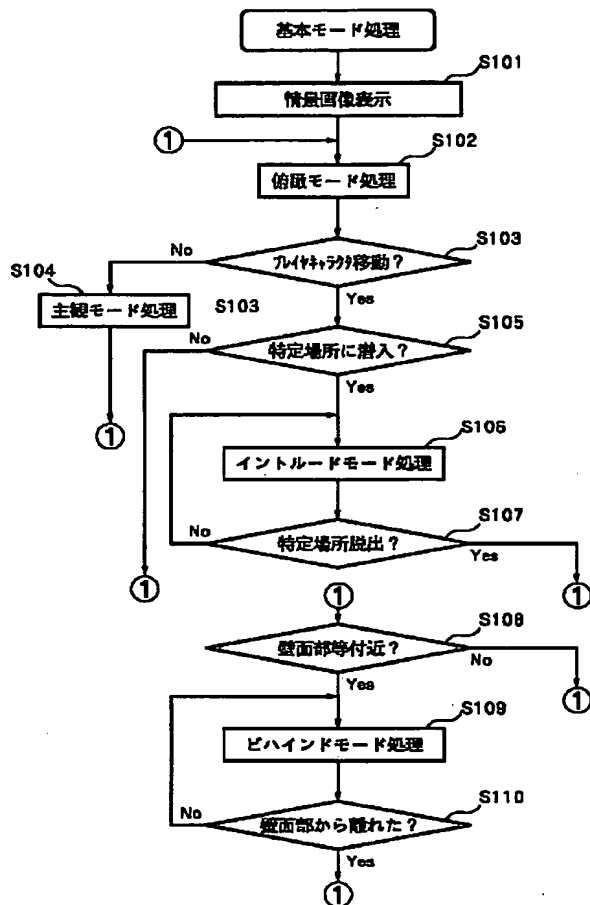 基本モード処理
S101
情景画像表示
①
S102
俯瞰モード処理
S103
プレイヤキャラクタ移動？
No
Yes
S104
主観モード処理
S103
S105
特定場所に潜入？
No
Yes
①
S106
イントルードモード処理
S107
特定場所脱出？
No
Yes
①
①
①
S108
壁面部等付近？
No
Yes
①
S109
ビハインドモード処理
S110
壁面部から離れた？
No
Yes
①